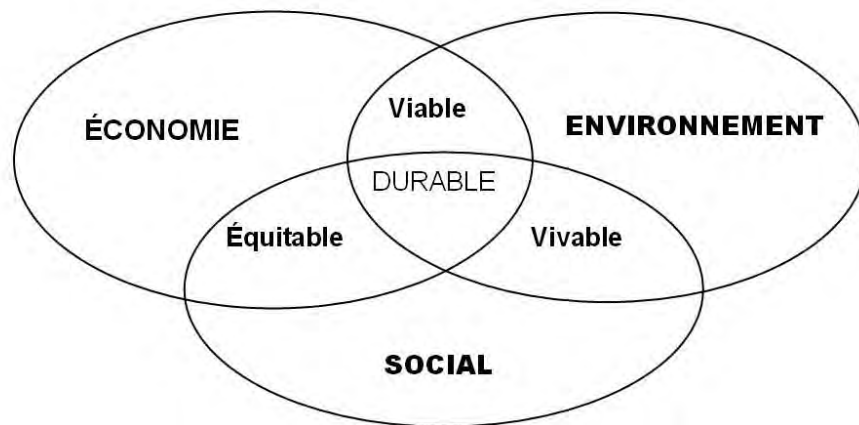 Viable
ÉCONOMIE
ENVIRONNEMENT
DURABLE
Équitable
Vivable
SOCIAL